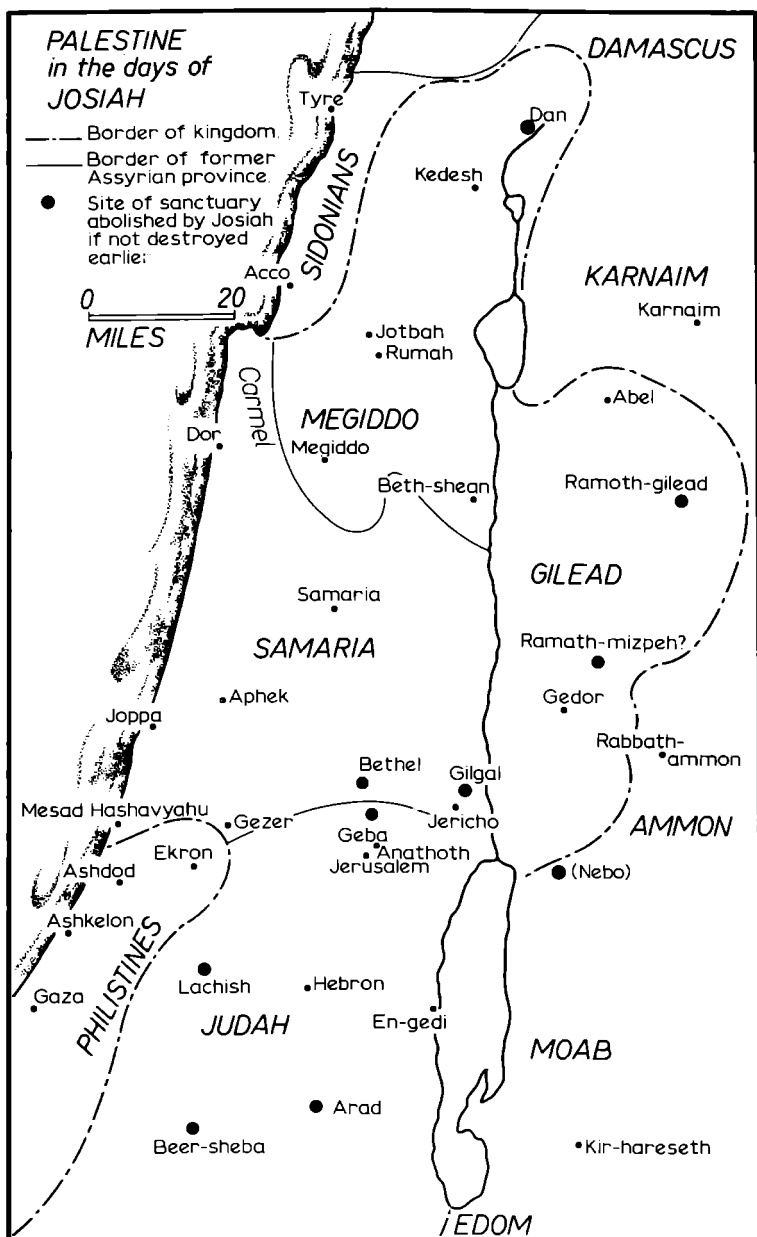 PALESTINE
in the days of
JOSIAH
Border of kingdom.
Border of former
Assyrian province.
Site of sanctuary
abolished by Josiah
if not destroyed
earlier:
0 20
MILES
DAMASCUS
Tyre
Dan
Kedesh
SIDONIANS
Acco
KARNAIM
Karnaim
Jotbah
Rumah
Carmel
Abel
MEGIDDO
Dor
Megiddo
Beth-shean
Ramoth-gilead
GILEAD
Samaria
SAMARIA
Ramath-mizpeh?
Aphek
Gedor
Joppa
Rabbath-
ammon
Bethel
Gilgal
Mesad Hashavyahu
Gezer
Jericho
AMMON
Geba
Anathoth
Ekron
Jerusalem
Ashdod
(Nebo)
Ashkelon
PHILISTINES
Lachish
Hebron
Gaza
JUDAH
En-gedi
MOAB
Arad
Beer-sheba
Kir-hareseth
EDOM